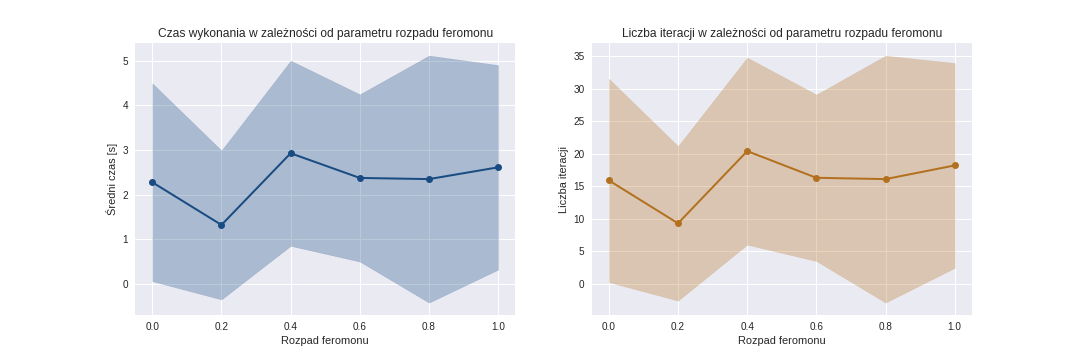 Czas wykonania w zależności od parametru rozpadu feromonu
5
4
3
2
1
0
Średni czas [s]
0.0 0.2 0.4 0.6 0.8 1.0
Rozpad feromonu
Liczba iteracji w zależności od parametru rozpadu feromonu
35
30
25
20
15
10
5
0
Liczba iteracji
0.0 0.2 0.4 0.6 0.8 1.0
Rozpad feromonu